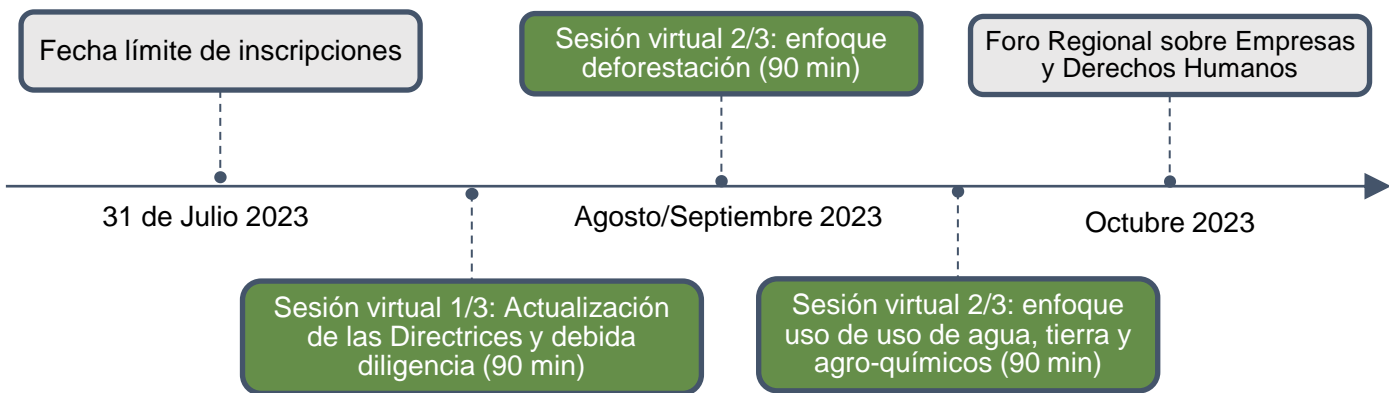 Fecha límite de inscripciones
Sesión virtual 2/3: enfoque
deforestación (90 min)
Foro Regional sobre Empresas
y Derechos Humanos
31 de Julio 2023
Agosto/Septiembre 2023
Octubre 2023
Sesión virtual 1/3: Actualización
de las Directrices y debida
diligencia (90 min)
Sesión virtual 2/3: enfoque
uso de uso de agua, tierra y
agro-químicos (90 min)